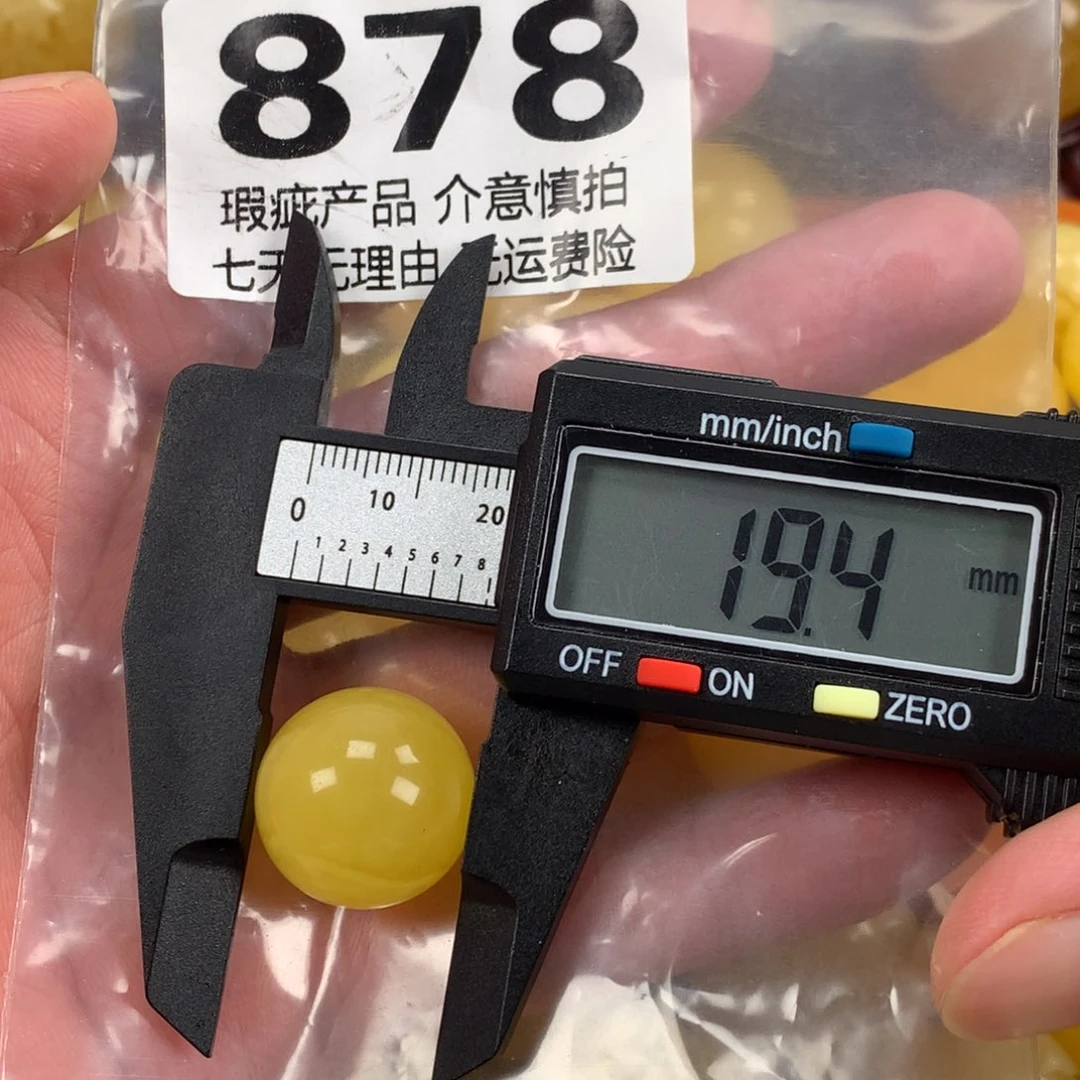 878
瑕疵产品 介意慎拍
七天无理由 无运费险
mm/inch
0 10 20
1 2 3 4 5 6 7 8
19.4 mm
OFF ON ZERO